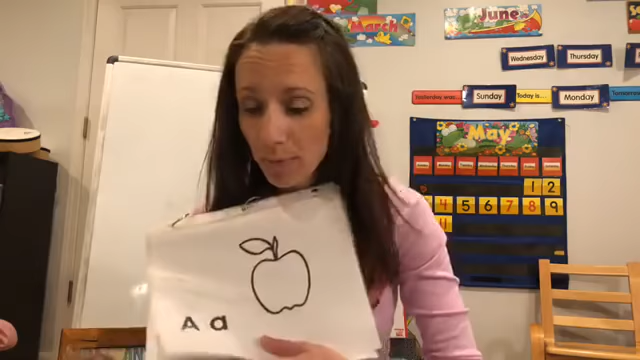 March
June
Wednesday
Thursday
Yesterday was...
Sunday
Today is...
Monday
May
1 2
4 5 6 7 8 9
A a